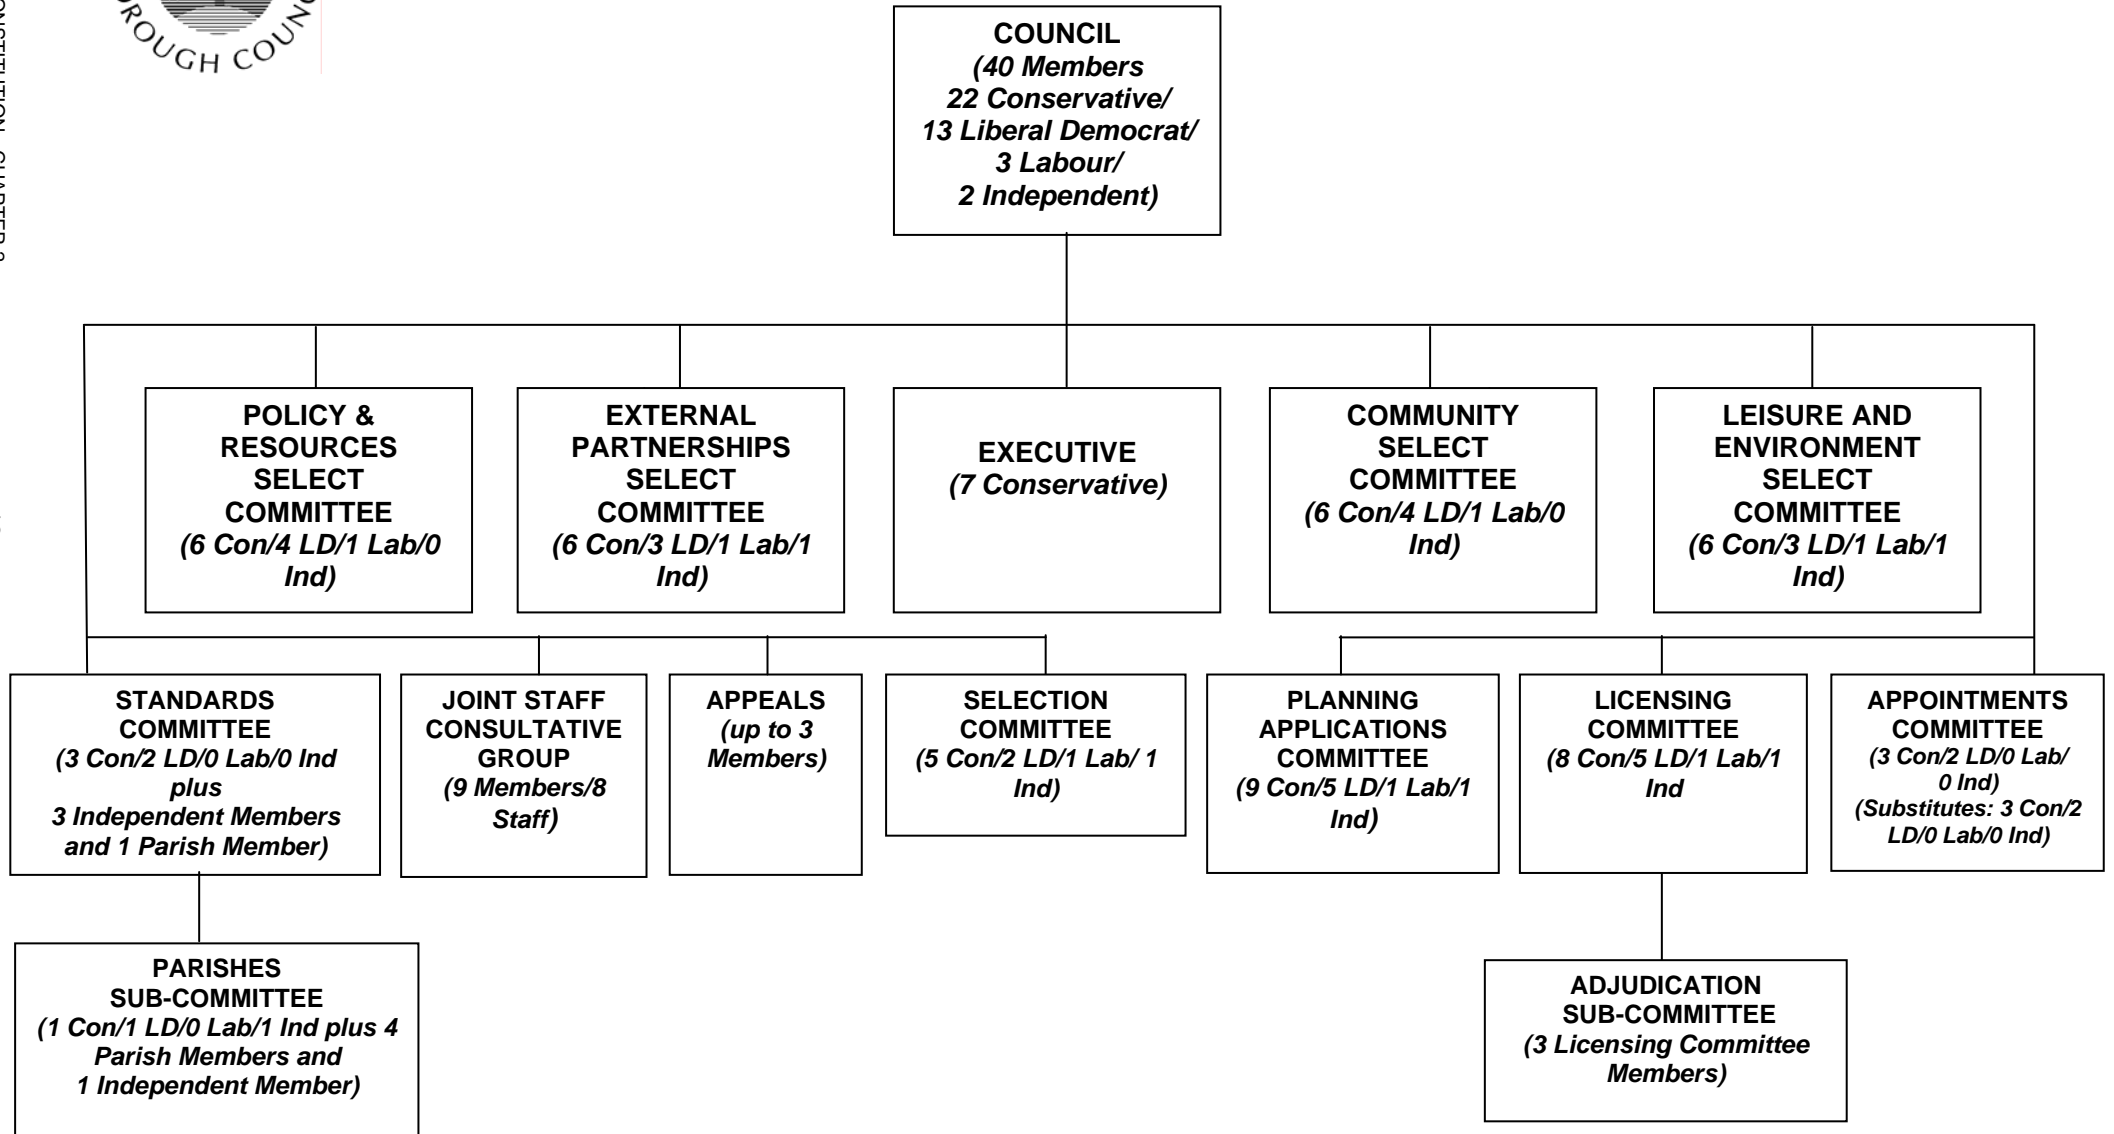 ROUGH COUNC
CONSTITUTION CHAPTER
COUNCIL
(40 Members
22 Conservative/
13 Liberal Democrat/
3 Labour/
2 Independent)
POLICY &
RESOURCES
SELECT
COMMITTEE
(6 Con/4 LD/1 Lab/0
Ind)
EXTERNAL
PARTNERSHIPS
SELECT
COMMITTEE
(6 Con/3 LD/1 Lab/1
Ind)
EXECUTIVE
(7 Conservative)
COMMUNITY
SELECT
COMMITTEE
(6 Con/4 LD/1 Lab/0
Ind)
LEISURE AND
ENVIRONMENT
SELECT
COMMITTEE
(6 Con/3 LD/1 Lab/1
Ind)
STANDARDS
COMMITTEE
(3 Con/2 LD/0 Lab/0 Ind
plus
3 Independent Members
and 1 Parish Member)
JOINT STAFF
CONSULTATIVE
GROUP
(9 Members/8
Staff)
APPEALS
(up to 3
Members)
SELECTION
COMMITTEE
(5 Con/2 LD/1 Lab/ 1
Ind)
PLANNING
APPLICATIONS
COMMITTEE
(9 Con/5 LD/1 Lab/1
Ind)
LICENSING
COMMITTEE
(8 Con/5 LD/1 Lab/1
Ind
APPOINTMENTS
COMMITTEE
(3 Con/2 LD/0 Lab/
0 Ind)
(Substitutes: 3 Con/2
LD/0 Lab/0 Ind)
PARISHES
SUB-COMMITTEE
(1 Con/1 LD/0 Lab/1 Ind plus 4
Parish Members and
1 Independent Member)
ADJUDICATION
SUB-COMMITTEE
(3 Licensing Committee
Members)